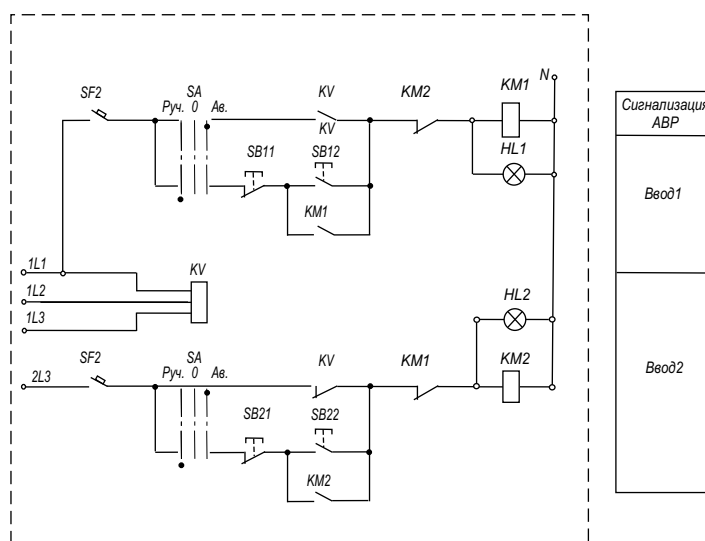 SF2
SA
Руч. 0 Ав.
KV
KV
KM2
KM1
N
HL1
SB11
SB12
KM1
1L1
1L2
1L3
KV
HL2
KM2
2L3
SF2
SA
Руч. 0 Ав.
KV
KM1
SB21
SB22
KM2
Сигнализация
АВР
Ввод1
Ввод2